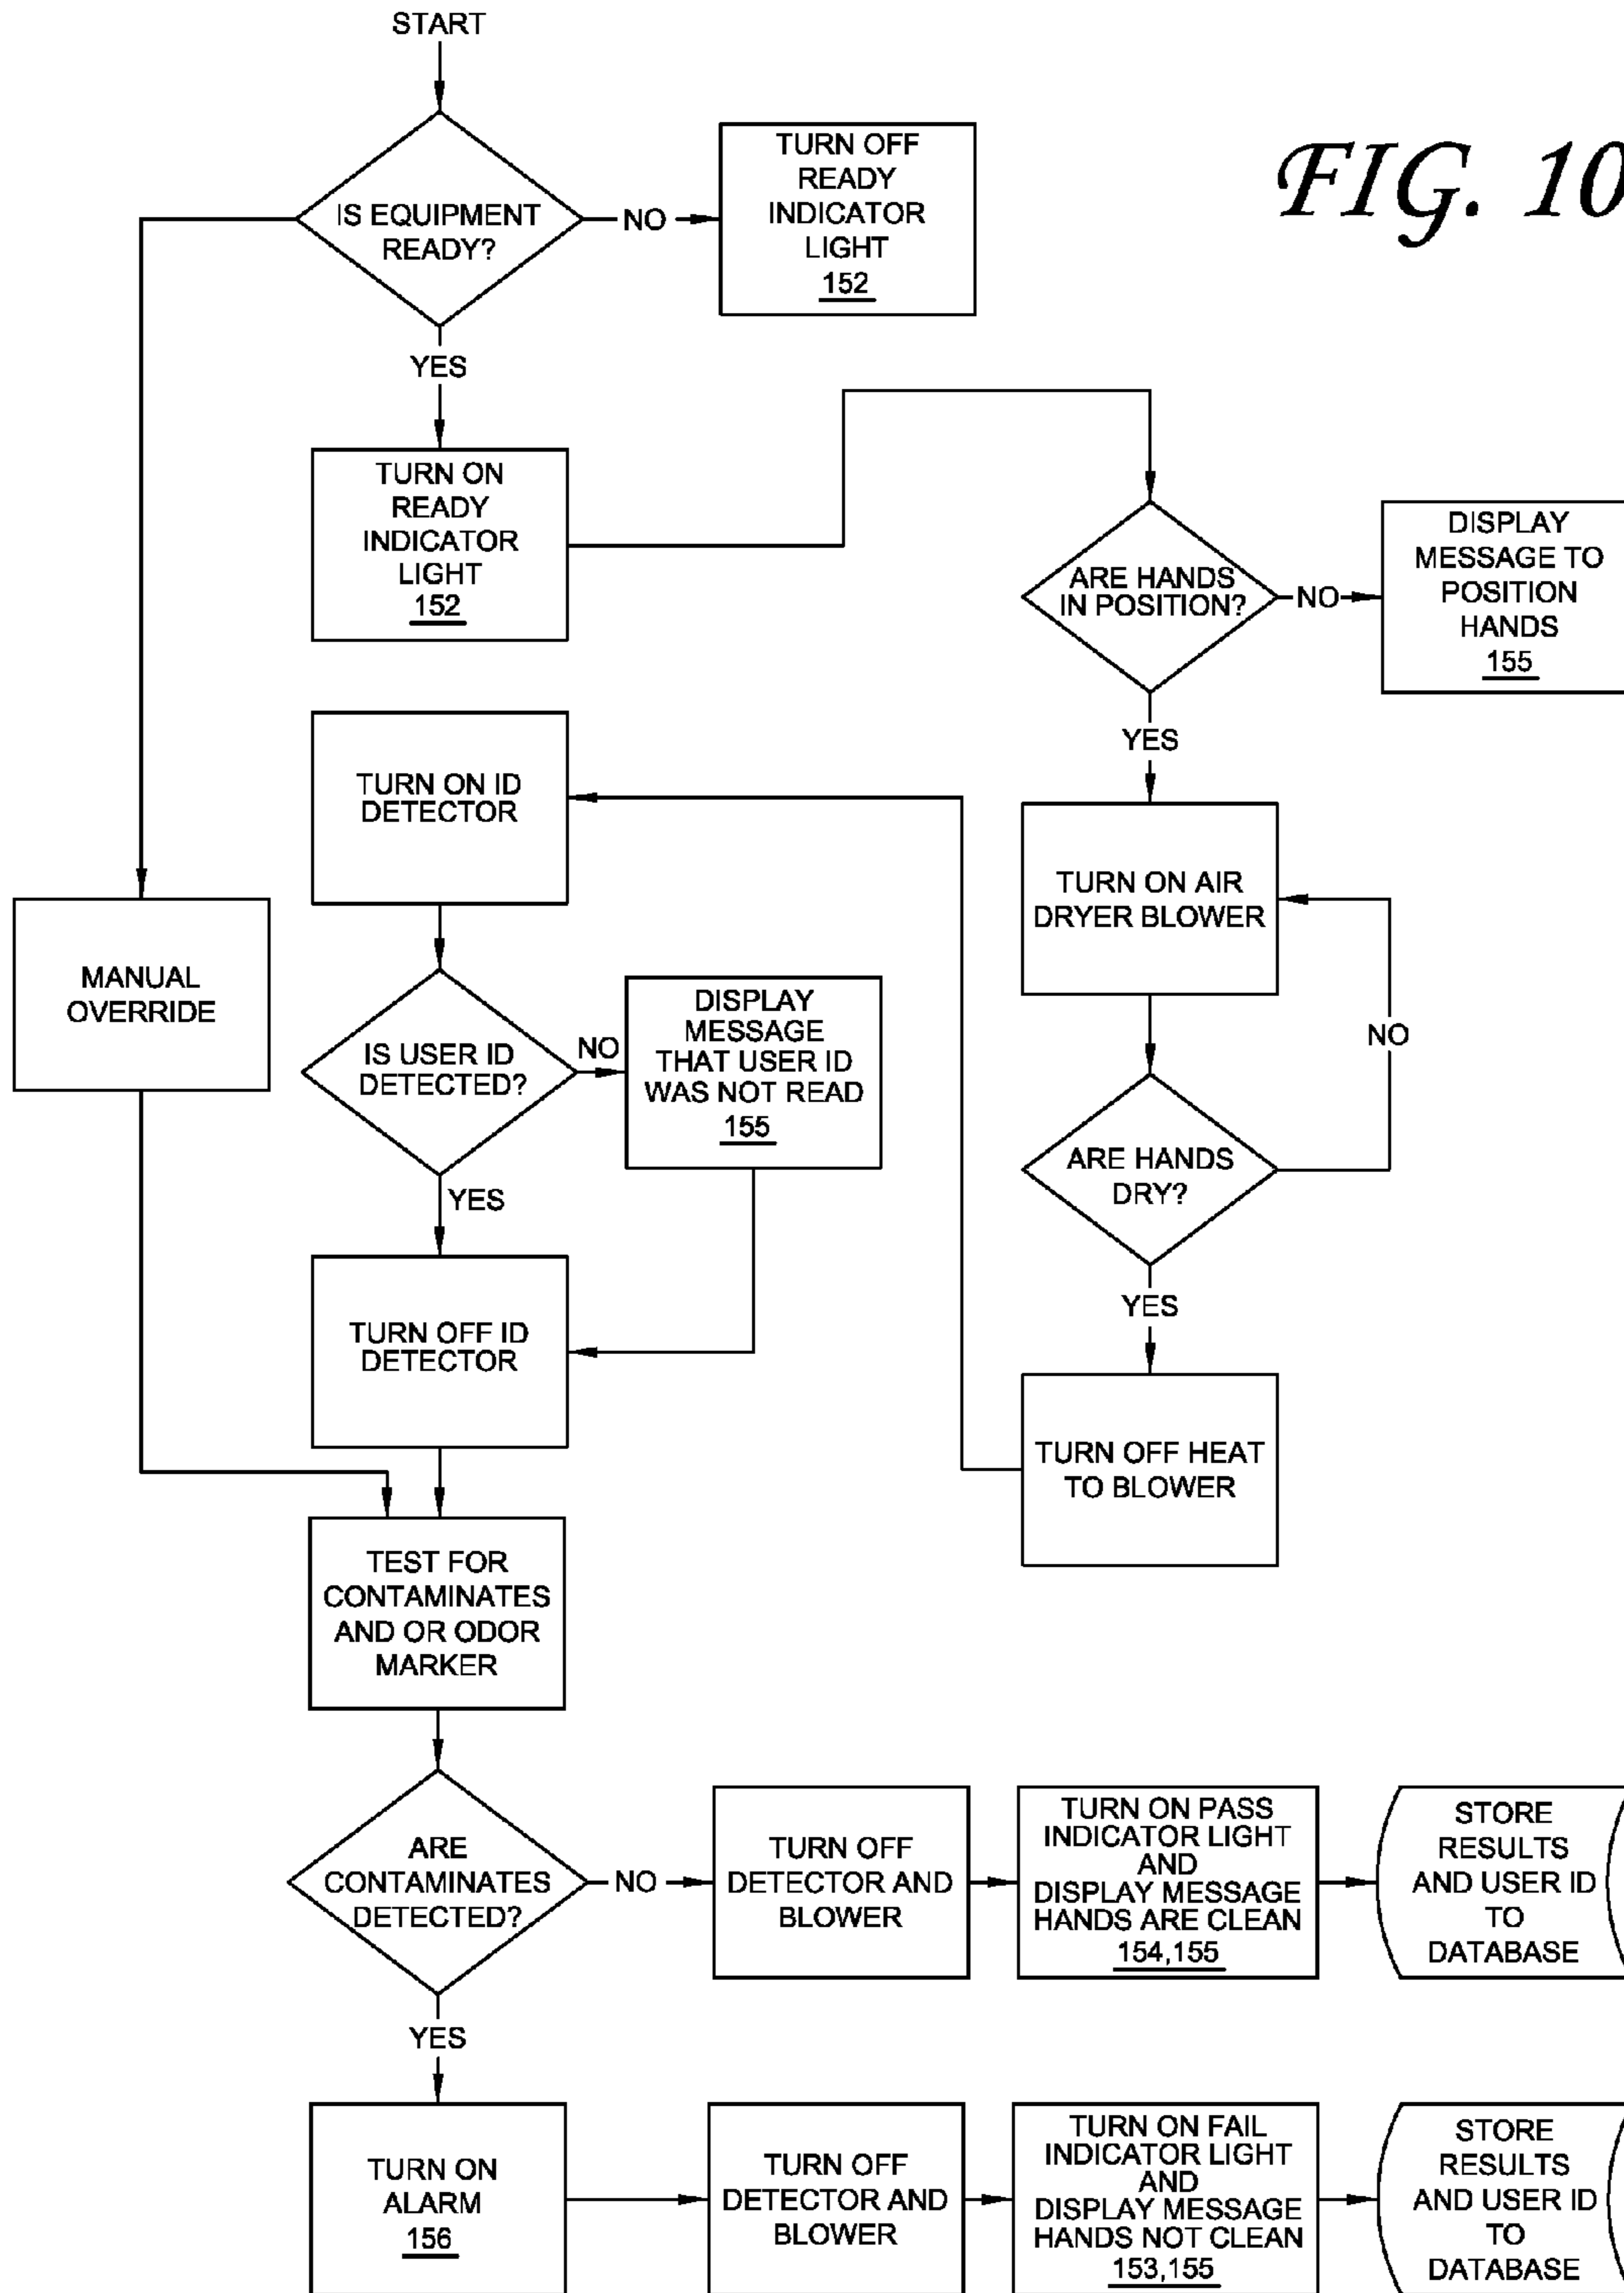 START
FIG. 10
IS EQUIPMENT
READY?
NO
TURN OFF
READY
INDICATOR
LIGHT
152
YES
TURN ON
READY
INDICATOR
LIGHT
152
ARE HANDS
IN POSITION?
NO
DISPLAY
MESSAGE TO
POSITION
HANDS
155
YES
TURN ON AIR
DRYER BLOWER
NO
ARE HANDS
DRY?
YES
TURN OFF HEAT
TO BLOWER
TURN ON ID
DETECTOR
MANUAL
OVERRIDE
IS USER ID
DETECTED?
NO
DISPLAY
MESSAGE
THAT USER ID
WAS NOT READ
155
YES
TURN OFF ID
DETECTOR
TEST FOR
CONTAMINATES
AND OR ODOR
MARKER
ARE
CONTAMINATES
DETECTED?
NO
TURN OFF
DETECTOR AND
BLOWER
TURN ON PASS
INDICATOR LIGHT
AND
DISPLAY MESSAGE
HANDS ARE CLEAN
154,155
STORE
RESULTS
AND USER ID
TO
DATABASE
YES
TURN ON
ALARM
156
TURN OFF
DETECTOR AND
BLOWER
TURN ON FAIL
INDICATOR LIGHT
AND
DISPLAY MESSAGE
HANDS NOT CLEAN
153,155
STORE
RESULTS
AND USER ID
TO
DATABASE